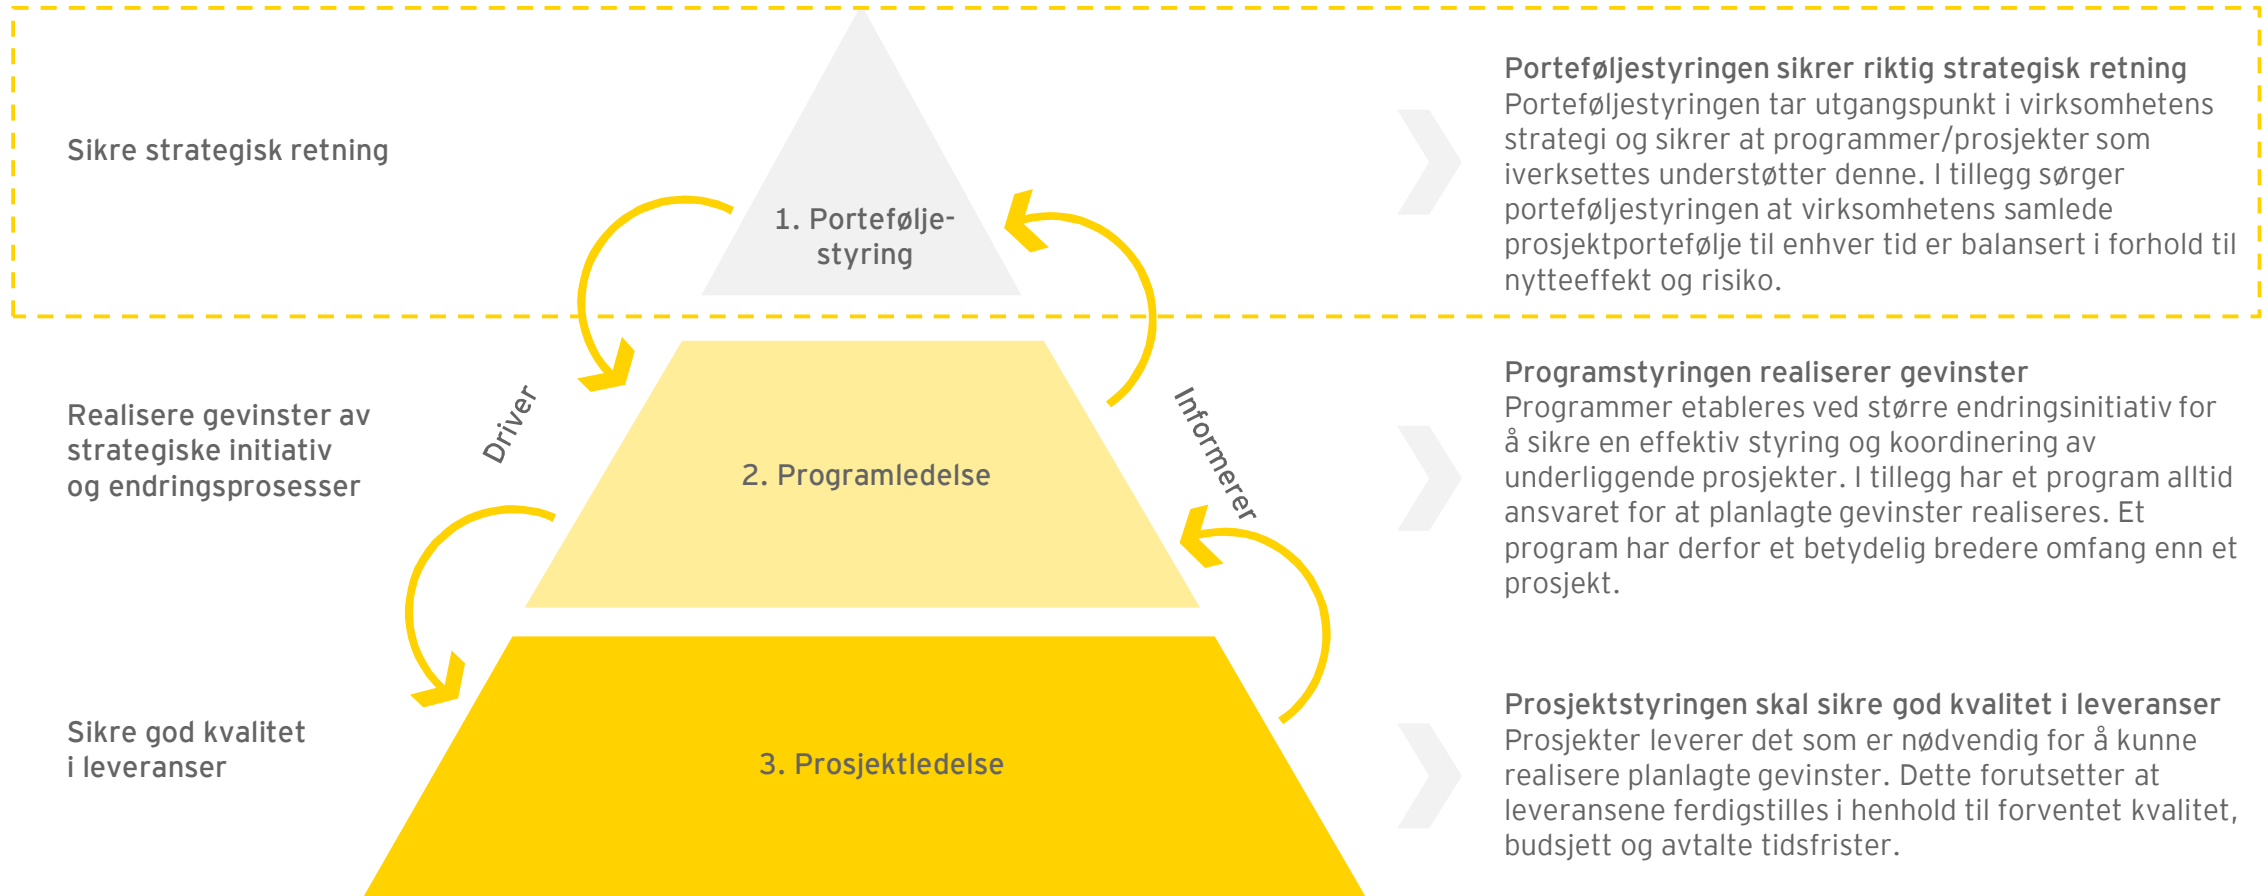 Sikre strategisk retning
1. Portefølje-
styring
Porteføljestyringen sikrer riktig strategisk retning
Porteføljestyringen tar utgangspunkt i virksomhetens
strategi og sikrer at programmer/prosjekter som
iverksettes understøtter denne. I tillegg sørger
porteføljestyringen at virksomhetens samlede
prosjektportefølje til enhver tid er balansert i forhold til
nytteeffekt og risiko.
Realisere gevinster av
strategiske initiativ
og endringsprosesser
Driver
2. Programledelse
Informerer
Programstyringen realiserer gevinster
Programmer etableres ved større endringsinitiativ for
å sikre en effektiv styring og koordinering av
underliggende prosjekter. I tillegg har et program alltid
ansvaret for at planlagte gevinster realiseres. Et
program har derfor et betydelig bredere omfang enn et
prosjekt.
Sikre god kvalitet
i leveranser
3. Prosjektledelse
Prosjektstyringen skal sikre god kvalitet i leveranser
Prosjekter leverer det som er nødvendig for å kunne
realisere planlagte gevinster. Dette forutsetter at
leveransene ferdigstilles i henhold til forventet kvalitet,
budsjett og avtalte tidsfrister.